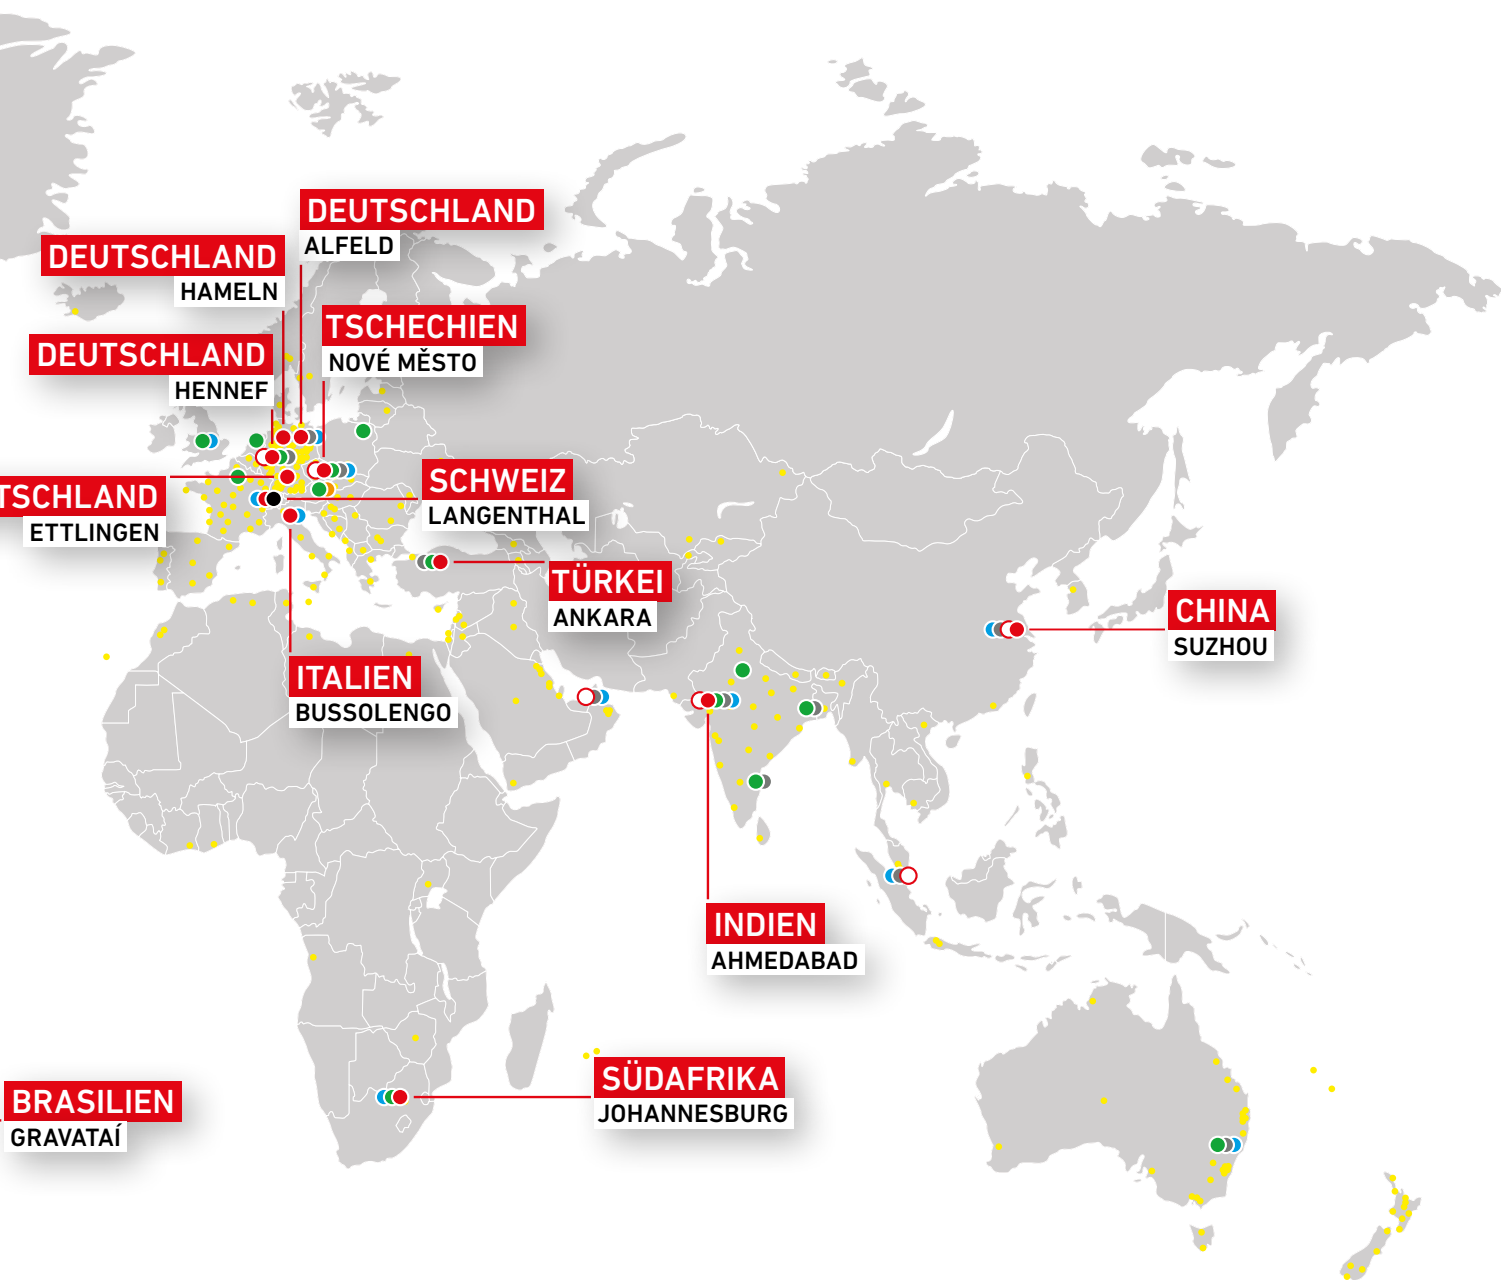 DEUTSCHLAND
ALFELD
DEUTSCHLAND
HAMELN
TSCHECHIEN
NOVÉ MĚSTO
DEUTSCHLAND
HENNEF
SCHWEIZ
LANGENTHAL
TSCHLAND
ETTLINGEN
TÜRKEI
ANKARA
CHINA
SUZHOU
ITALIEN
BUSSOLENGO
INDIEN
AHMEDABAD
SÜDAFRIKA
JOHANNESBURG
BRASILIEN
GRAVATAÍ